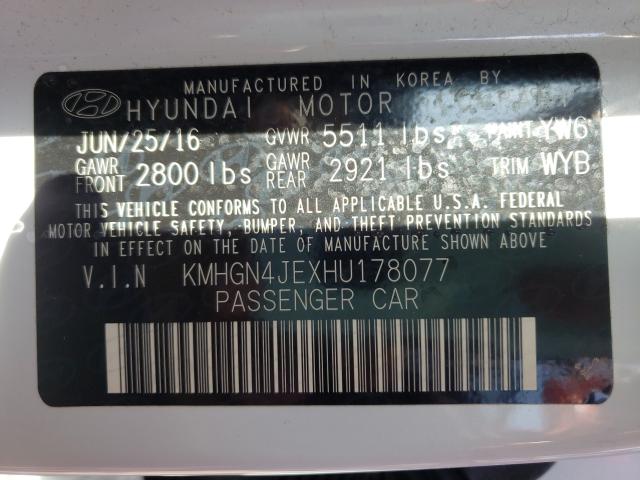 MANUFACTURED IN KOREA BY
HYUNDAI MOTOR COMPANY
JUN/25/16 GVWR 5511 lbs PAINT YW6
GAWR FRONT 2800 lbs GAWR REAR 2921 lbs TRIM WYB
THIS VEHICLE CONFORMS TO ALL APPLICABLE U.S.A. FEDERAL
MOTOR VEHICLE SAFETY, BUMPER, AND THEFT PREVENTION STANDARDS
IN EFFECT ON THE DATE OF MANUFACTURE SHOWN ABOVE
V.I.N KMHGN4JEXHU178077
PASSENGER CAR